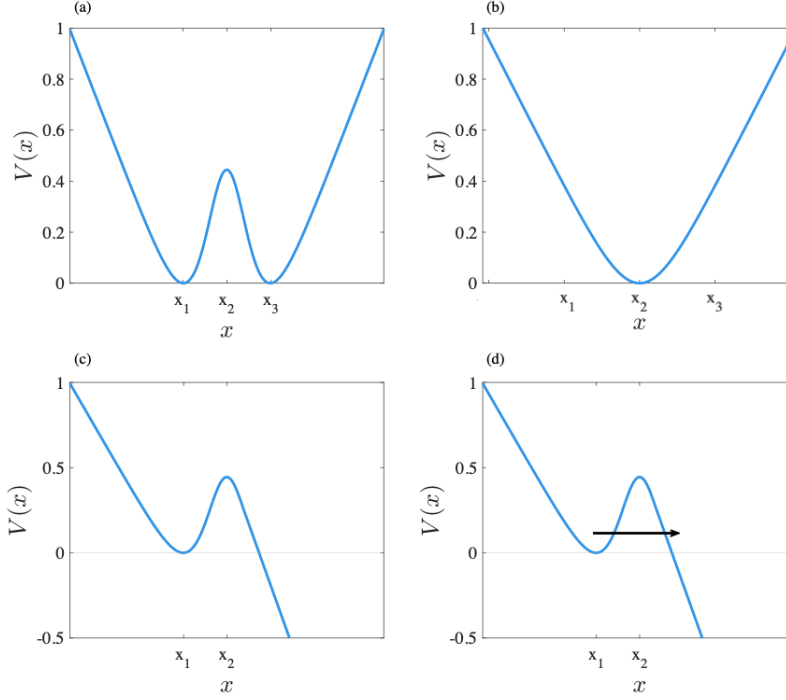 (a)
1
0.8
0.6
0.4
0.2
0
V(x)
x₁ x₂ x₃
x
(b)
1
0.8
0.6
0.4
0.2
0
V(x)
x₁ x₂ x₃
x
(c)
1
0.5
0
-0.5
V(x)
x₁ x₂
x
(d)
1
0.5
0
-0.5
V(x)
x₁ x₂
x